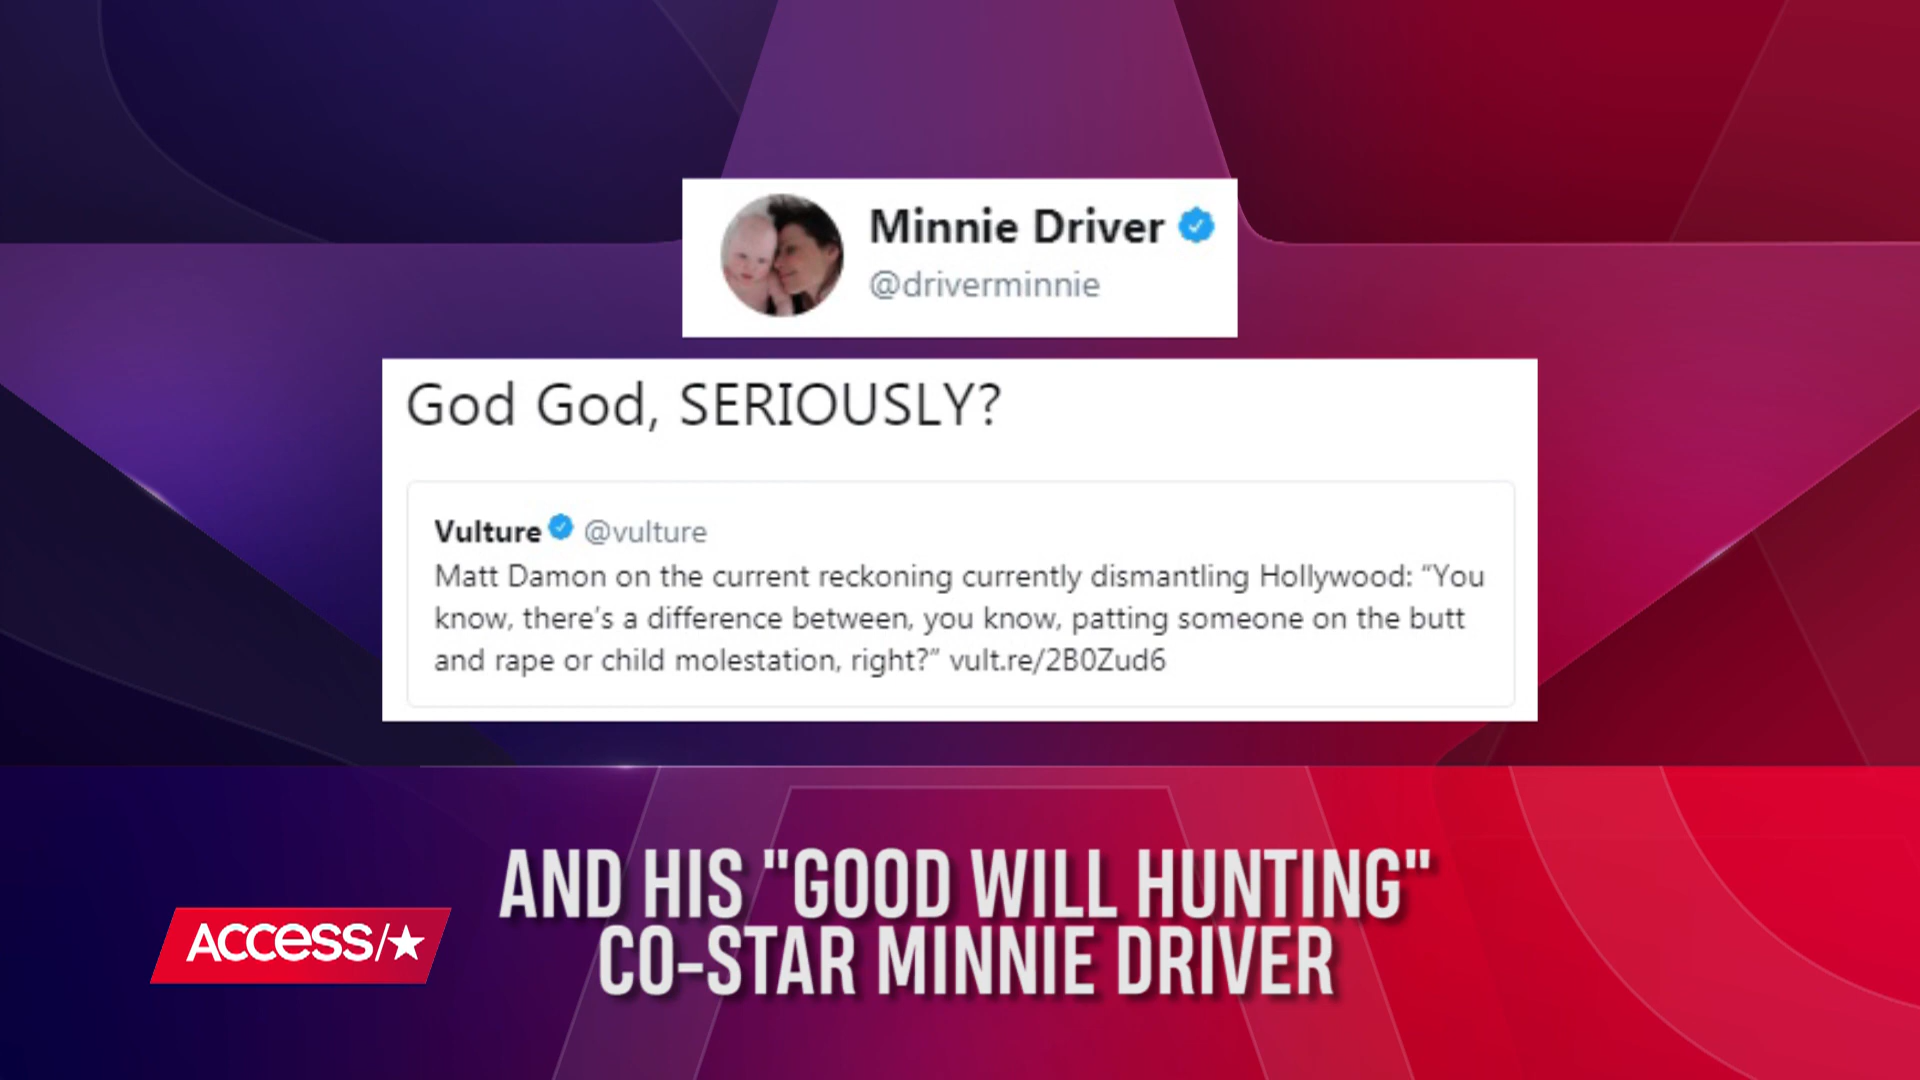 Minnie Driver
@driverminnie
God God, SERIOUSLY?
Vulture @vulture
Matt Damon on the current reckoning currently dismantling Hollywood: “You
know, there’s a difference between, you know, patting someone on the butt
and rape or child molestation, right?” vult.re/2B0Zud6
AND HIS "GOOD WILL HUNTING"
CO-STAR MINNIE DRIVER
ACCESS/